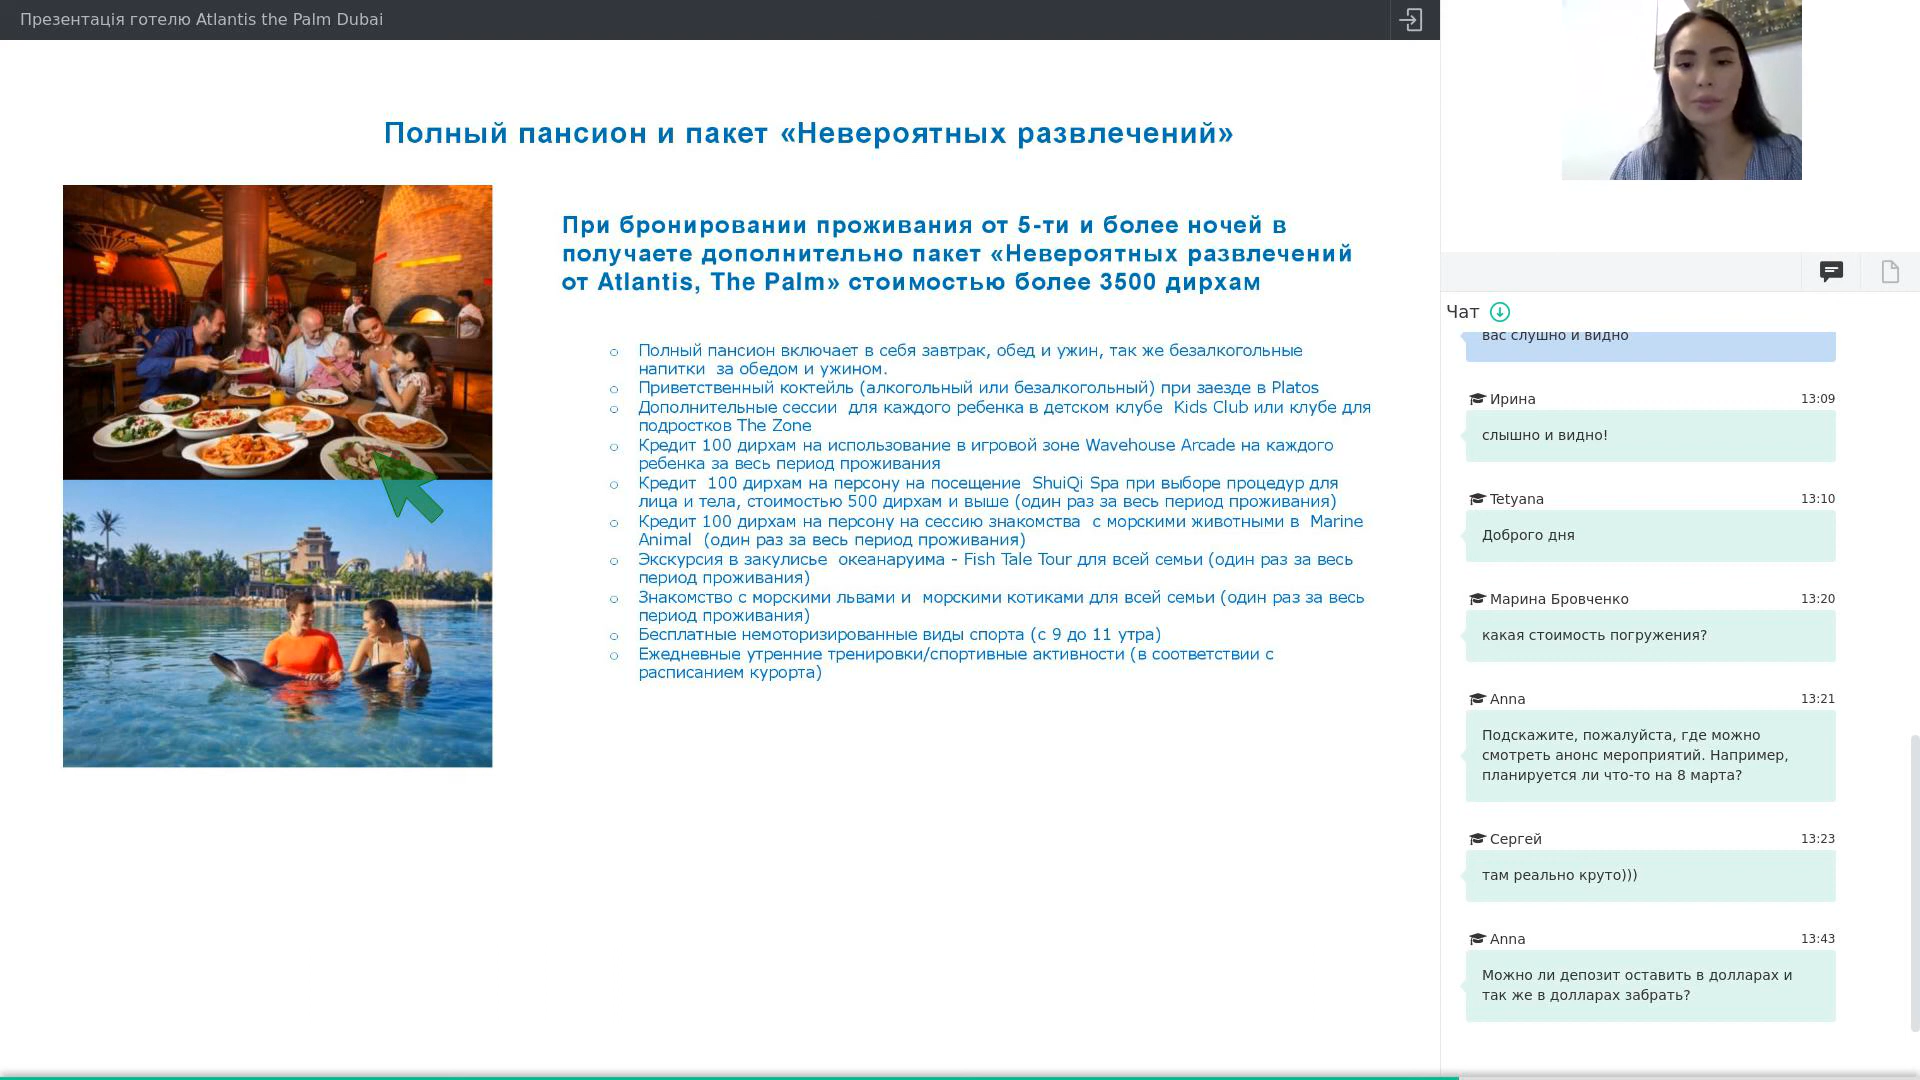 Презентація готелю Atlantis the Palm Dubai
Полный пансион и пакет «Невероятных развлечений»
При бронировании проживания от 5-ти и более ночей в
получаете дополнительно пакет «Невероятных развлечений
от Atlantis, The Palm» стоимостью более 3500 дирхам
Полный пансион включает в себя завтрак, обед и ужин, так же безалкогольные
напитки за обедом и ужином.
Приветственный коктейль (алкогольный или безалкогольный) при заезде в Platos
Дополнительные сессии для каждого ребенка в детском клубе Kids Club или клубе для
подростков The Zone
Кредит 100 дирхам на использование в игровой зоне Wavehouse Arcade на каждого
ребенка за весь период проживания
Кредит 100 дирхам на персону на посещение ShuiQi Spa при выборе процедур для
лица и тела, стоимостью 500 дирхам и выше (один раз за весь период проживания)
Кредит 100 дирхам на персону на сессию знакомства с морскими животными в Marine
Animal (один раз за весь период проживания)
Экскурсия в закулисье океанаруима - Fish Tale Tour для всей семьи (один раз за весь
период проживания)
Знакомство с морскими львами и морскими котиками для всей семьи (один раз за весь
период проживания)
Бесплатные немоторизированные виды спорта (с 9 до 11 утра)
Ежедневные утренние тренировки/спортивные активности (в соответствии с
расписанием курорта)
Чат
вас слушно и видно
Ирина 13:09
слышно и видно!
Tetyana 13:10
Доброго дня
Марина Бровченко 13:20
какая стоимость погружения?
Anna 13:21
Подскажите, пожалуйста, где можно
смотреть анонс мероприятий. Например,
планируется ли что-то на 8 марта?
Сергей 13:23
там реально круто)))
Anna 13:43
Можно ли депозит оставить в долларах и
так же в долларах забрать?